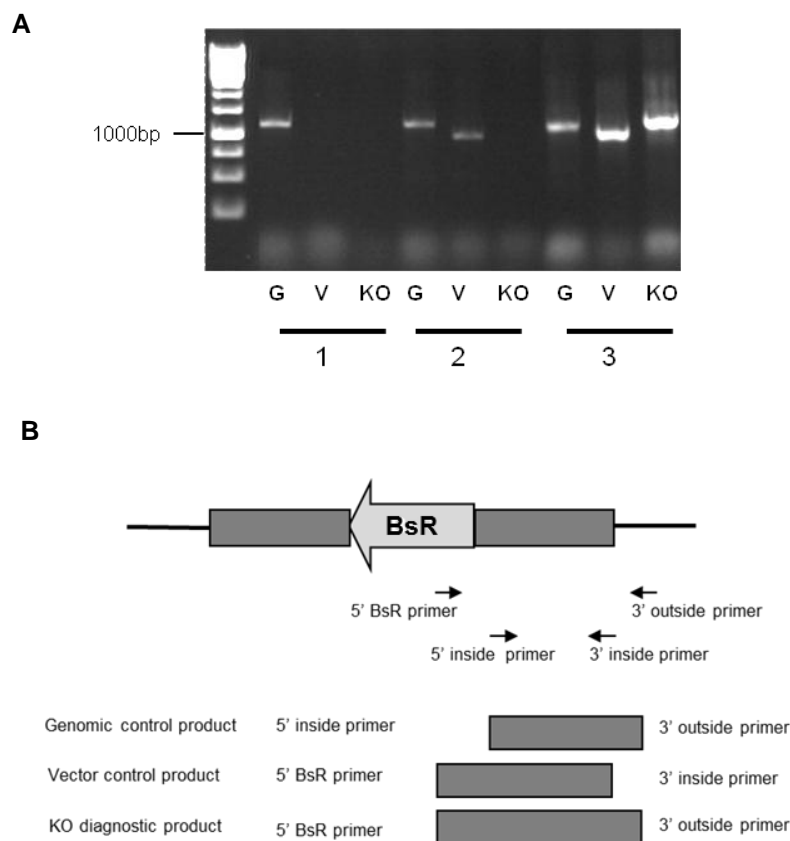 A
1000bp
G V KO G V KO G V KO
1 2 3
B
BsR
5' BsR primer 3' outside primer
5' inside primer 3' inside primer
Genomic control product 5' inside primer 3' outside primer
Vector control product 5' BsR primer 3' inside primer
KO diagnostic product 5' BsR primer 3' outside primer